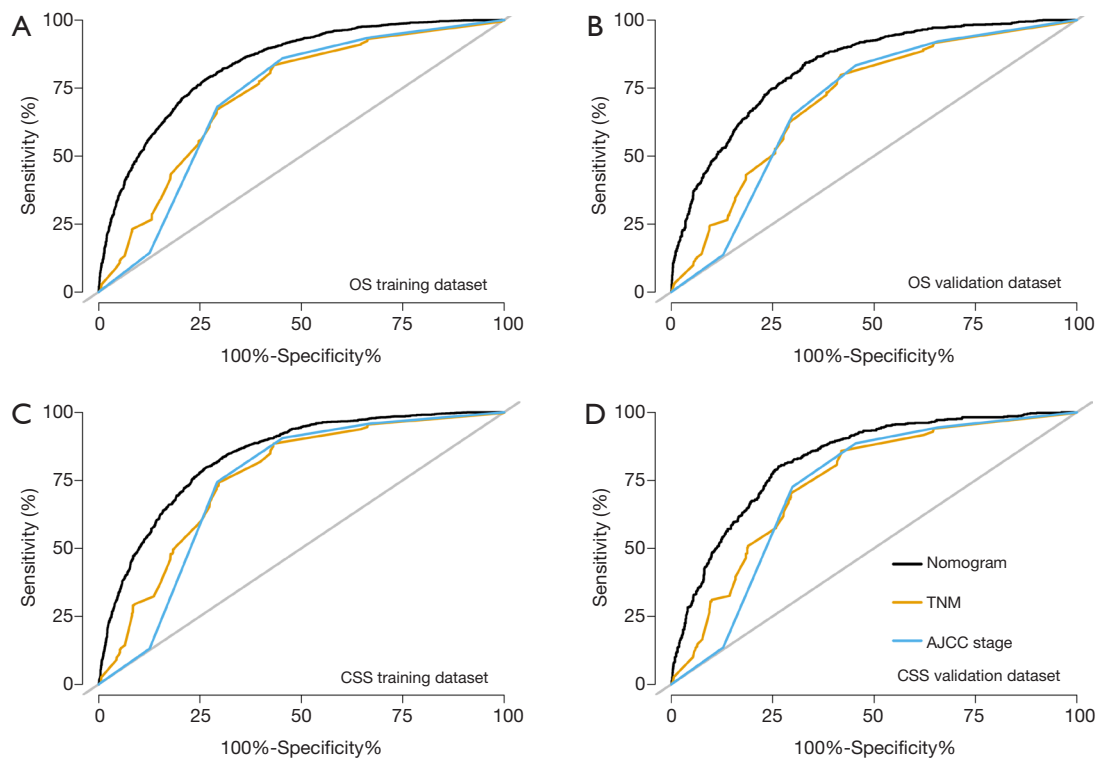 A
100
75
50
25
0
Sensitivity (%)
OS training dataset
0 25 50 75 100
100%-Specificity%
B
100
75
50
25
0
Sensitivity (%)
OS validation dataset
0 25 50 75 100
100%-Specificity%
C
100
75
50
25
0
Sensitivity (%)
CSS training dataset
0 25 50 75 100
100%-Specificity%
D
100
75
50
25
0
Sensitivity (%)
Nomogram
TNM
AJCC stage
CSS validation dataset
0 25 50 75 100
100%-Specificity%